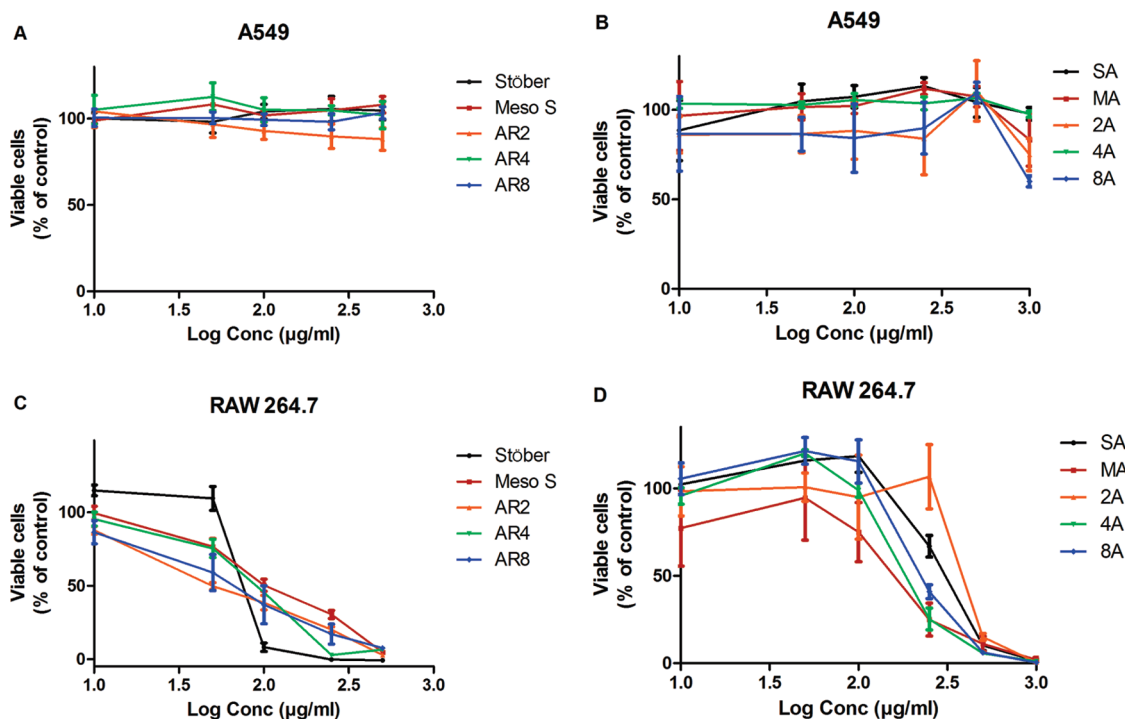 A
A549
Viable cells
(% of control)
100
50
0
1.0 1.5 2.0 2.5 3.0
Log Conc (µg/ml)
Stöber
Meso S
AR2
AR4
AR8
B
A549
Viable cells
(% of control)
100
50
0
1.0 1.5 2.0 2.5 3.0
Log Conc (µg/ml)
SA
MA
2A
4A
8A
C
RAW 264.7
Viable cells
(% of control)
100
50
0
1.0 1.5 2.0 2.5 3.0
Log Conc (µg/ml)
Stöber
Meso S
AR2
AR4
AR8
D
RAW 264.7
Viable cells
(% of control)
100
50
0
1.0 1.5 2.0 2.5 3.0
Log Conc (µg/ml)
SA
MA
2A
4A
8A